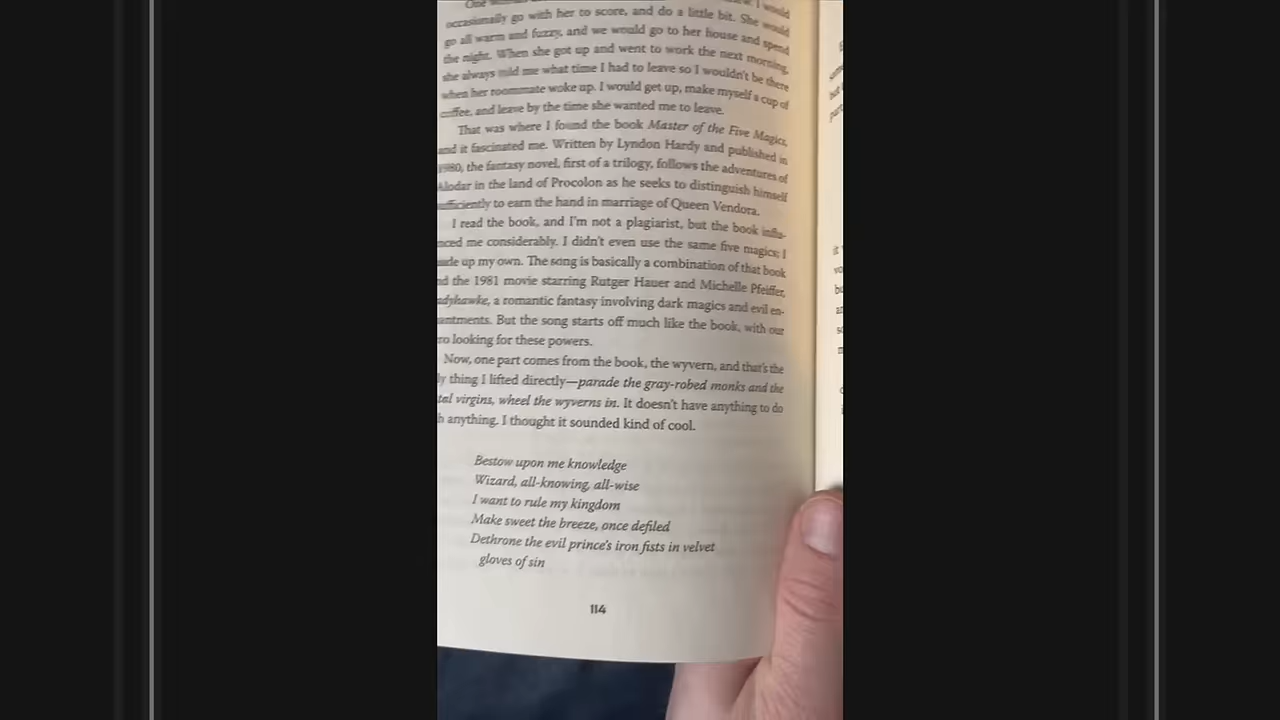 One
I would
occasionally go with her to score, and do a little bit. She would
go all warm and fuzzy, and we would go to her house and spend
the night. When she got up and went to work the next morning,
she always told me what time I had to leave so I wouldn't be there
when her roommate woke up. I would get up, make myself a cup of
coffee, and leave by the time she wanted me to leave.
That was where I found the book Master of the Five Magics,
and it fascinated me. Written by Lyndon Hardy and published in
1980, the fantasy novel, first of a trilogy, follows the adventures of
Alodar in the land of Procolon as he seeks to distinguish himself
sufficiently to earn the hand in marriage of Queen Vendora.
I read the book, and I'm not a plagiarist, but the book influ-
nced me considerably. I didn't even use the same five magics; I
ade up my own. The song is basically a combination of that book
nd the 1981 movie starring Rutger Hauer and Michelle Pfeiffer,
adyhawke, a romantic fantasy involving dark magics and evil en-
antments. But the song starts off much like the book, with our
ro looking for these powers.
Now, one part comes from the book, the wyvern, and that's the
ly thing I lifted directly—parade the gray-robed monks and the
tal virgins, wheel the wyverns in. It doesn't have anything to do
h anything. I thought it sounded kind of cool.
Bestow upon me knowledge
Wizard, all-knowing, all-wise
I want to rule my kingdom
Make sweet the breeze, once defiled
Dethrone the evil prince's iron fists in velvet
gloves of sin
114